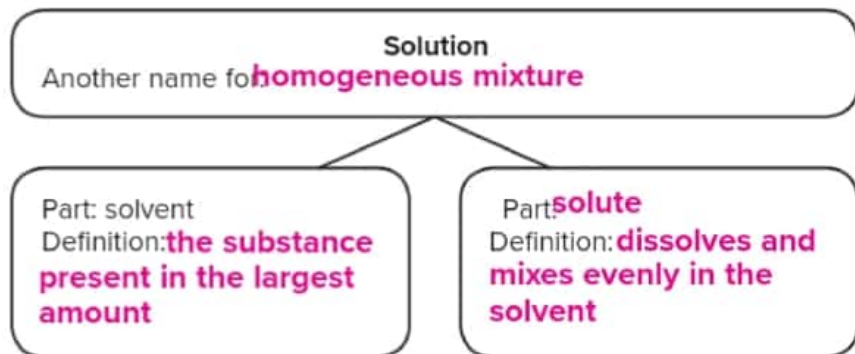 Solution
Another name for: homogeneous mixture
Part: solvent
Definition: the substance
present in the largest
amount
Part: solute
Definition: dissolves and
mixes evenly in the
solvent